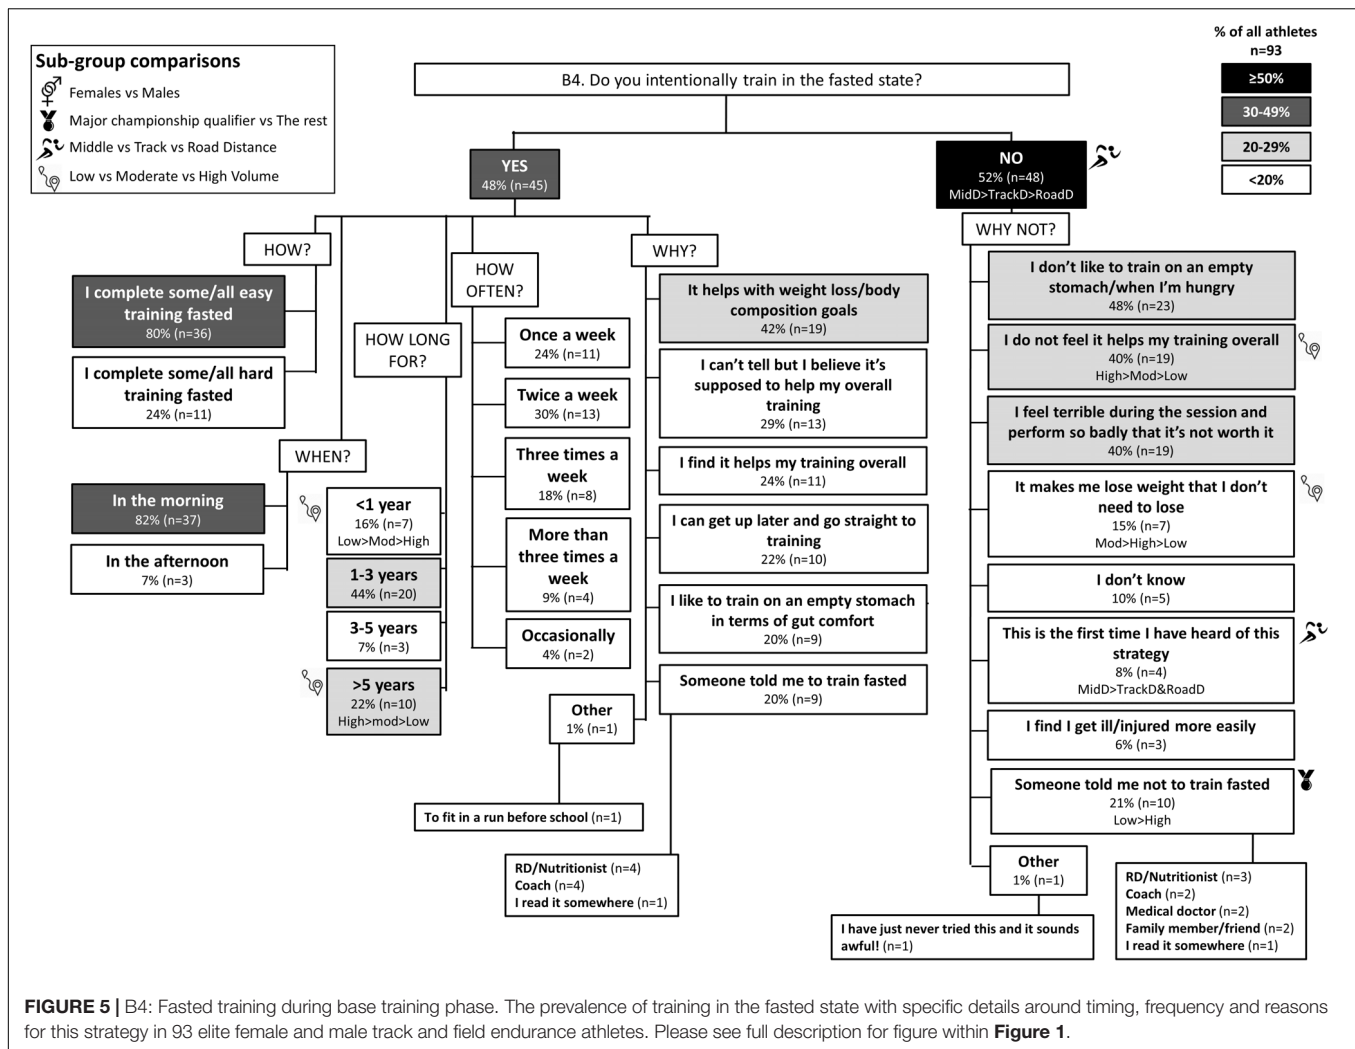 Sub-group comparisons
Females vs Males
Major championship qualifier vs The rest
Middle vs Track vs Road Distance
Low vs Moderate vs High Volume
% of all athletes
n=93
≥50%
30-49%
20-29%
<20%
B4. Do you intentionally train in the fasted state?
YES
48% (n=45)
NO
52% (n=48)
MidD>TrackD>RoadD
HOW?
I complete some/all easy
training fasted
80% (n=36)
I complete some/all hard
training fasted
24% (n=11)
WHEN?
In the morning
82% (n=37)
In the afternoon
7% (n=3)
HOW LONG
FOR?
<1 year
16% (n=7)
Low>Mod>High
1-3 years
44% (n=20)
3-5 years
7% (n=3)
>5 years
22% (n=10)
High>mod>Low
HOW
OFTEN?
Once a week
24% (n=11)
Twice a week
30% (n=13)
Three times a
week
18% (n=8)
More than
three times a
week
9% (n=4)
Occasionally
4% (n=2)
WHY?
It helps with weight loss/body
composition goals
42% (n=19)
I can't tell but I believe it's
supposed to help my overall
training
29% (n=13)
I find it helps my training overall
24% (n=11)
I can get up later and go straight to
training
22% (n=10)
I like to train on an empty stomach
in terms of gut comfort
20% (n=9)
Someone told me to train fasted
20% (n=9)
Other
1% (n=1)
To fit in a run before school (n=1)
RD/Nutritionist (n=4)
Coach (n=4)
I read it somewhere (n=1)
WHY NOT?
I don't like to train on an empty
stomach/when I'm hungry
48% (n=23)
I do not feel it helps my training overall
40% (n=19)
High>Mod>Low
I feel terrible during the session and
perform so badly that it's not worth it
40% (n=19)
It makes me lose weight that I don't
need to lose
15% (n=7)
Mod>High>Low
I don't know
10% (n=5)
This is the first time I have heard of this
strategy
8% (n=4)
MidD>TrackD&RoadD
I find I get ill/injured more easily
6% (n=3)
Someone told me not to train fasted
21% (n=10)
Low>High
Other
1% (n=1)
I have just never tried this and it sounds
awful! (n=1)
RD/Nutritionist (n=3)
Coach (n=2)
Medical doctor (n=2)
Family member/friend (n=2)
I read it somewhere (n=1)
FIGURE 5 | B4: Fasted training during base training phase. The prevalence of training in the fasted state with specific details around timing, frequency and reasons
for this strategy in 93 elite female and male track and field endurance athletes. Please see full description for figure within Figure 1.